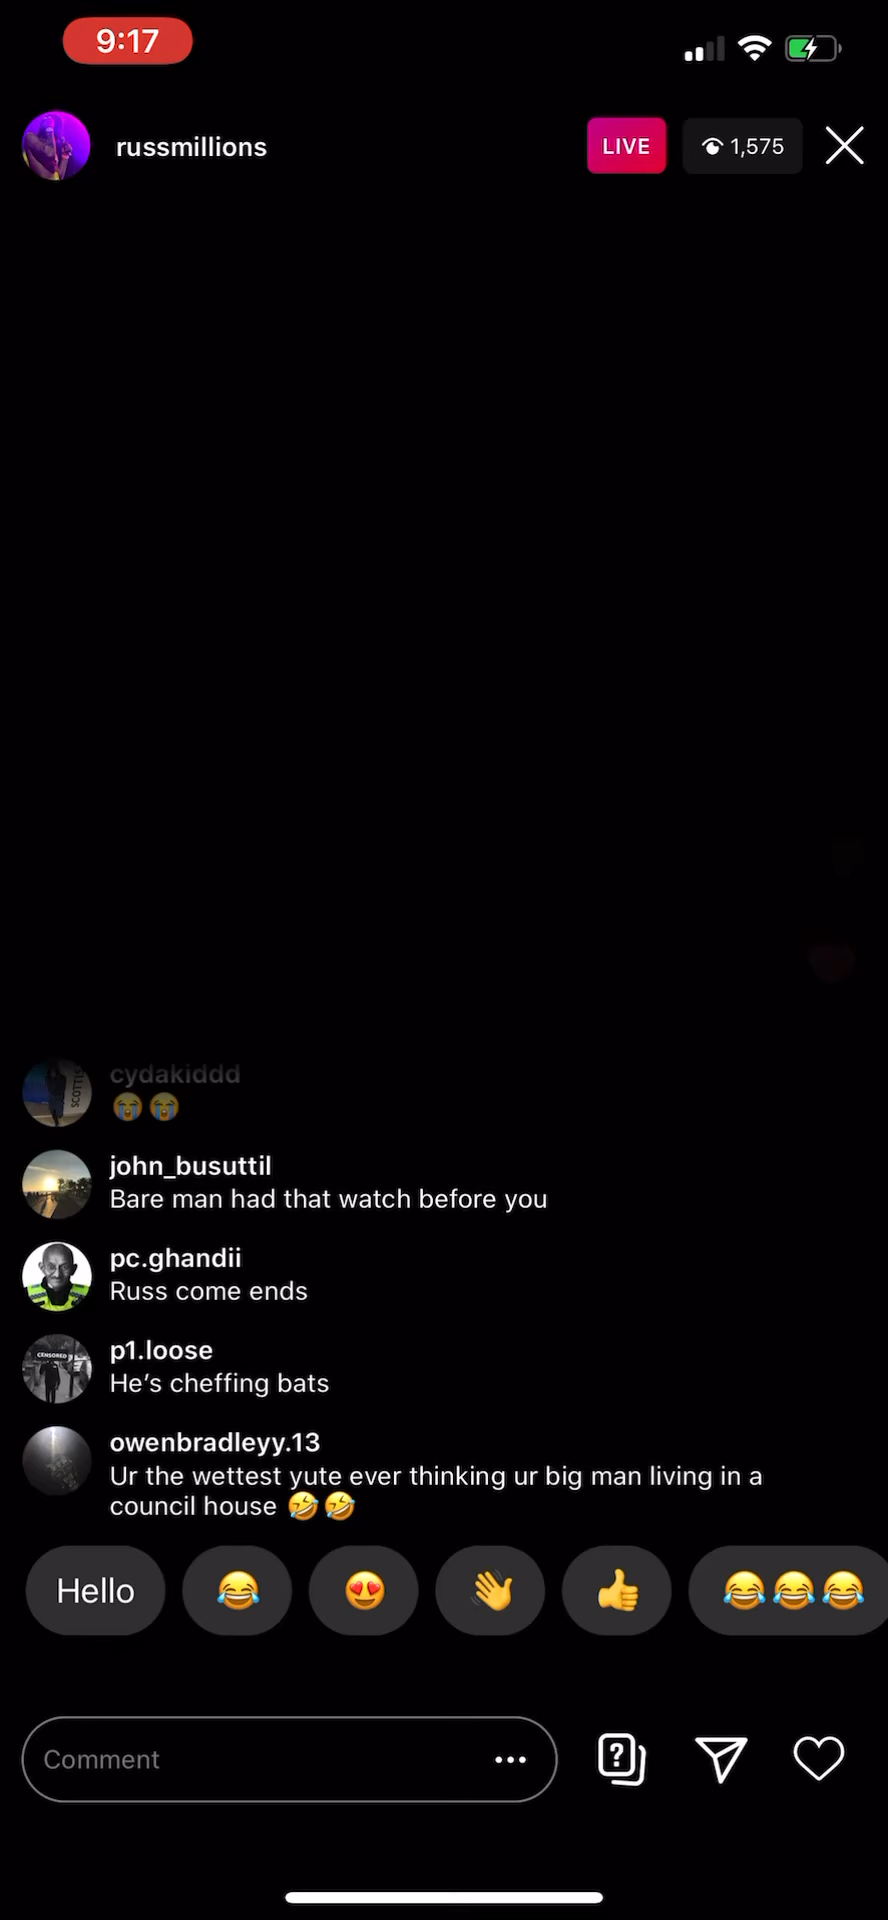 9:17
russmillions
LIVE
1,575
cydakiddd
😭😭
john_busuttil
Bare man had that watch before you
pc.ghandii
Russ come ends
CENSORED
p1.loose
He's cheffing bats
owenbradleyy.13
Ur the wettest yute ever thinking ur big man living in a
council house 🤣🤣
Hello
😂
😍
👋
👍
😂😂😂
Comment